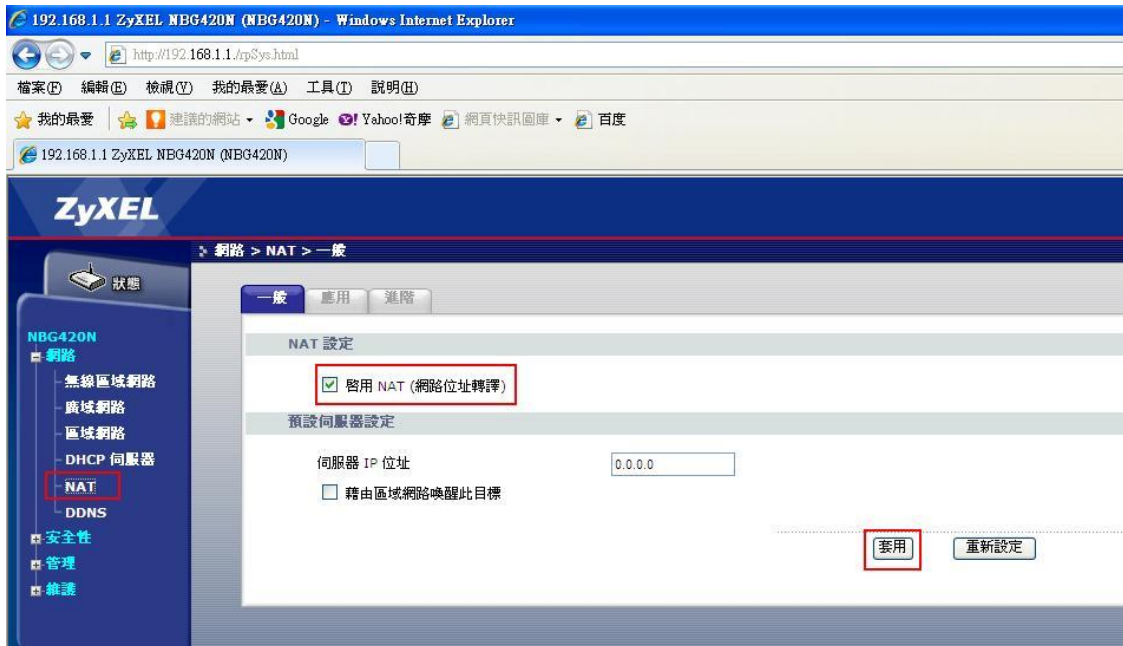 192.168.1.1 ZyXEL NBG420N (NBG420N) - Windows Internet Explorer
http://192.168.1.1./rpSys.html
檔案(F) 編輯(E) 檢視(V) 我的最愛(A) 工具(T) 說明(H)
我的最愛 建議的網站 Google Yahoo!奇摩 網頁快訊圖庫 百度
192.168.1.1 ZyXEL NBG420N (NBG420N)
ZyXEL
網路 > NAT > 一般
狀態
一般 應用 進階
NBG420N
網路
無線區域網路
廣域網路
區域網路
DHCP 伺服器
NAT
DDNS
安全性
管理
維護
NAT 設定
啓用 NAT (網路位址轉譯)
預設伺服器設定
伺服器 IP 位址 0.0.0.0
藉由區域網路喚醒此目標
套用 重新設定